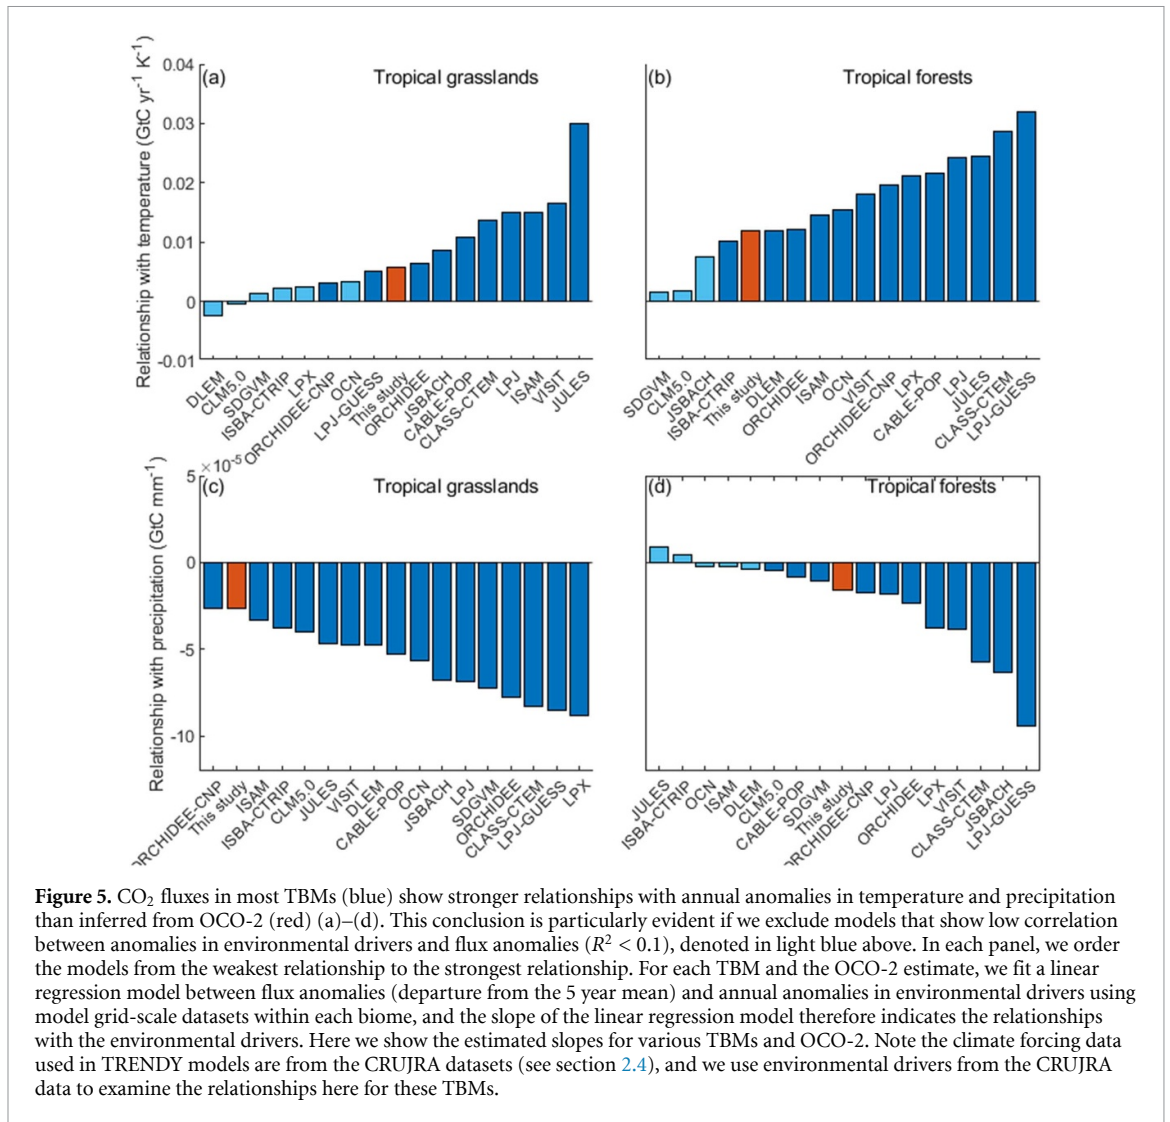 0.04
(a)
Tropical grasslands
0.03
0.02
0.01
0
-0.01
Relationship with temperature (GtC yr⁻¹ K⁻¹)
DLEM
CLM5.0
SDGVM
ISBA-CTRIP
LPX
ORCHIDEE-CNP
OCN
LPJ-GUESS
This study
ORCHIDEE
JSBACH
CABLE-POP
CLASS-CTEM
LPJ
ISAM
VISIT
JULES
(b)
Tropical forests
SDGVM
CLM5.0
JSBACH
ISBA-CTRIP
This study
DLEM
ORCHIDEE
ISAM
OCN
VISIT
ORCHIDEE-CNP
LPX
CABLE-POP
LPJ
JULES
CLASS-CTEM
LPJ-GUESS
×10⁻⁵
5
(c)
Tropical grasslands
0
-5
-10
Relationship with precipitation (GtC mm⁻¹)
ORCHIDEE-CNP
This study
ISAM
ISBA-CTRIP
CLM5.0
JULES
VISIT
DLEM
CABLE-POP
OCN
JSBACH
LPJ
SDGVM
ORCHIDEE
CLASS-CTEM
LPJ-GUESS
LPX
(d)
Tropical forests
JULES
ISBA-CTRIP
OCN
ISAM
DLEM
CLM5.0
CABLE-POP
SDGVM
This study
ORCHIDEE-CNP
LPJ
ORCHIDEE
LPX
VISIT
CLASS-CTEM
JSBACH
LPJ-GUESS
Figure 5. CO₂ fluxes in most TBMs (blue) show stronger relationships with annual anomalies in temperature and precipitation
than inferred from OCO-2 (red) (a)–(d). This conclusion is particularly evident if we exclude models that show low correlation
between anomalies in environmental drivers and flux anomalies (R² < 0.1), denoted in light blue above. In each panel, we order
the models from the weakest relationship to the strongest relationship. For each TBM and the OCO-2 estimate, we fit a linear
regression model between flux anomalies (departure from the 5 year mean) and annual anomalies in environmental drivers using
model grid-scale datasets within each biome, and the slope of the linear regression model therefore indicates the relationships
with the environmental drivers. Here we show the estimated slopes for various TBMs and OCO-2. Note the climate forcing data
used in TRENDY models are from the CRUJRA datasets (see section 2.4), and we use environmental drivers from the CRUJRA
data to examine the relationships here for these TBMs.